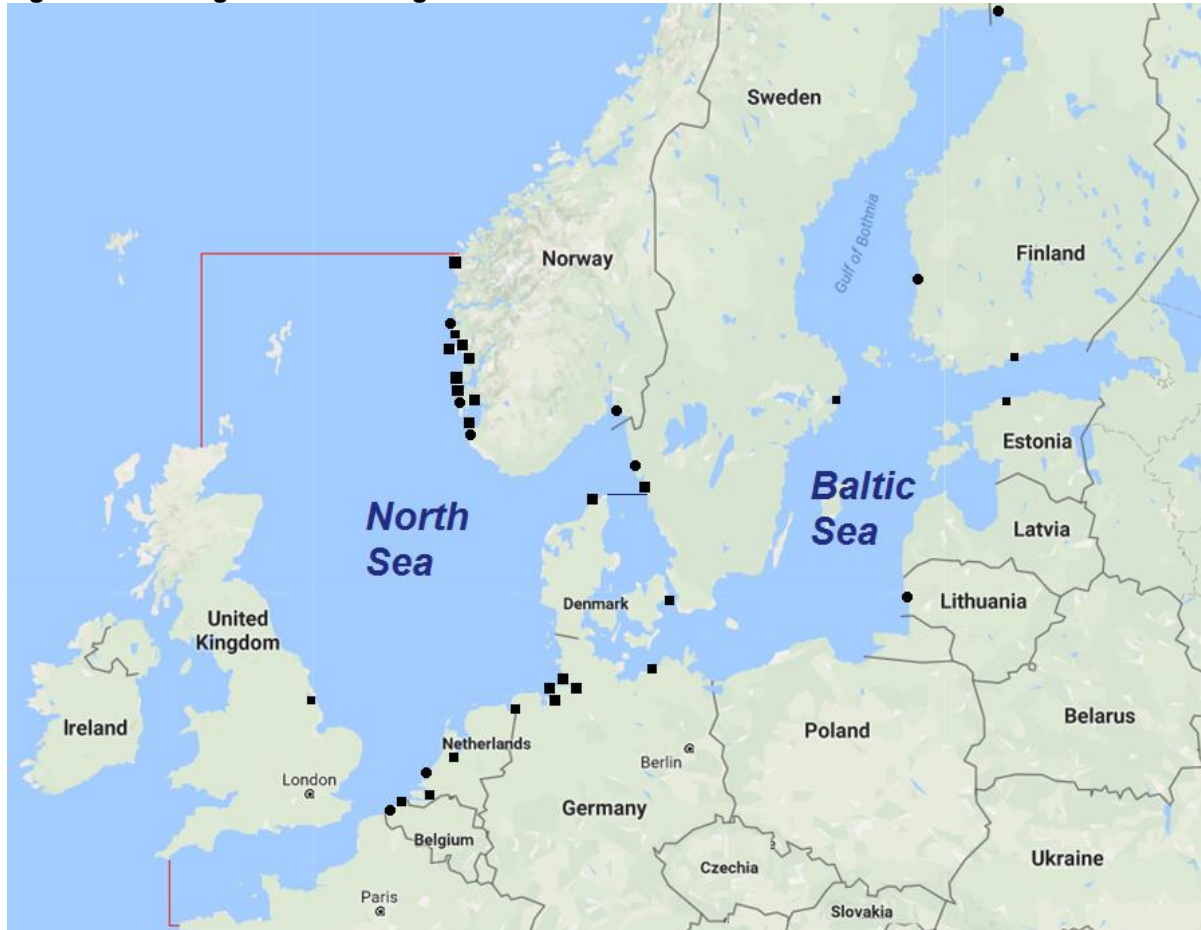 Sweden
Norway
Finland
Gulf of Bothnia
Estonia
North
Sea
Baltic
Sea
Latvia
Denmark
Lithuania
United
Kingdom
Ireland
Belarus
Netherlands
Poland
London
Berlin
Germany
Belgium
Czechia
Ukraine
Paris
Slovakia